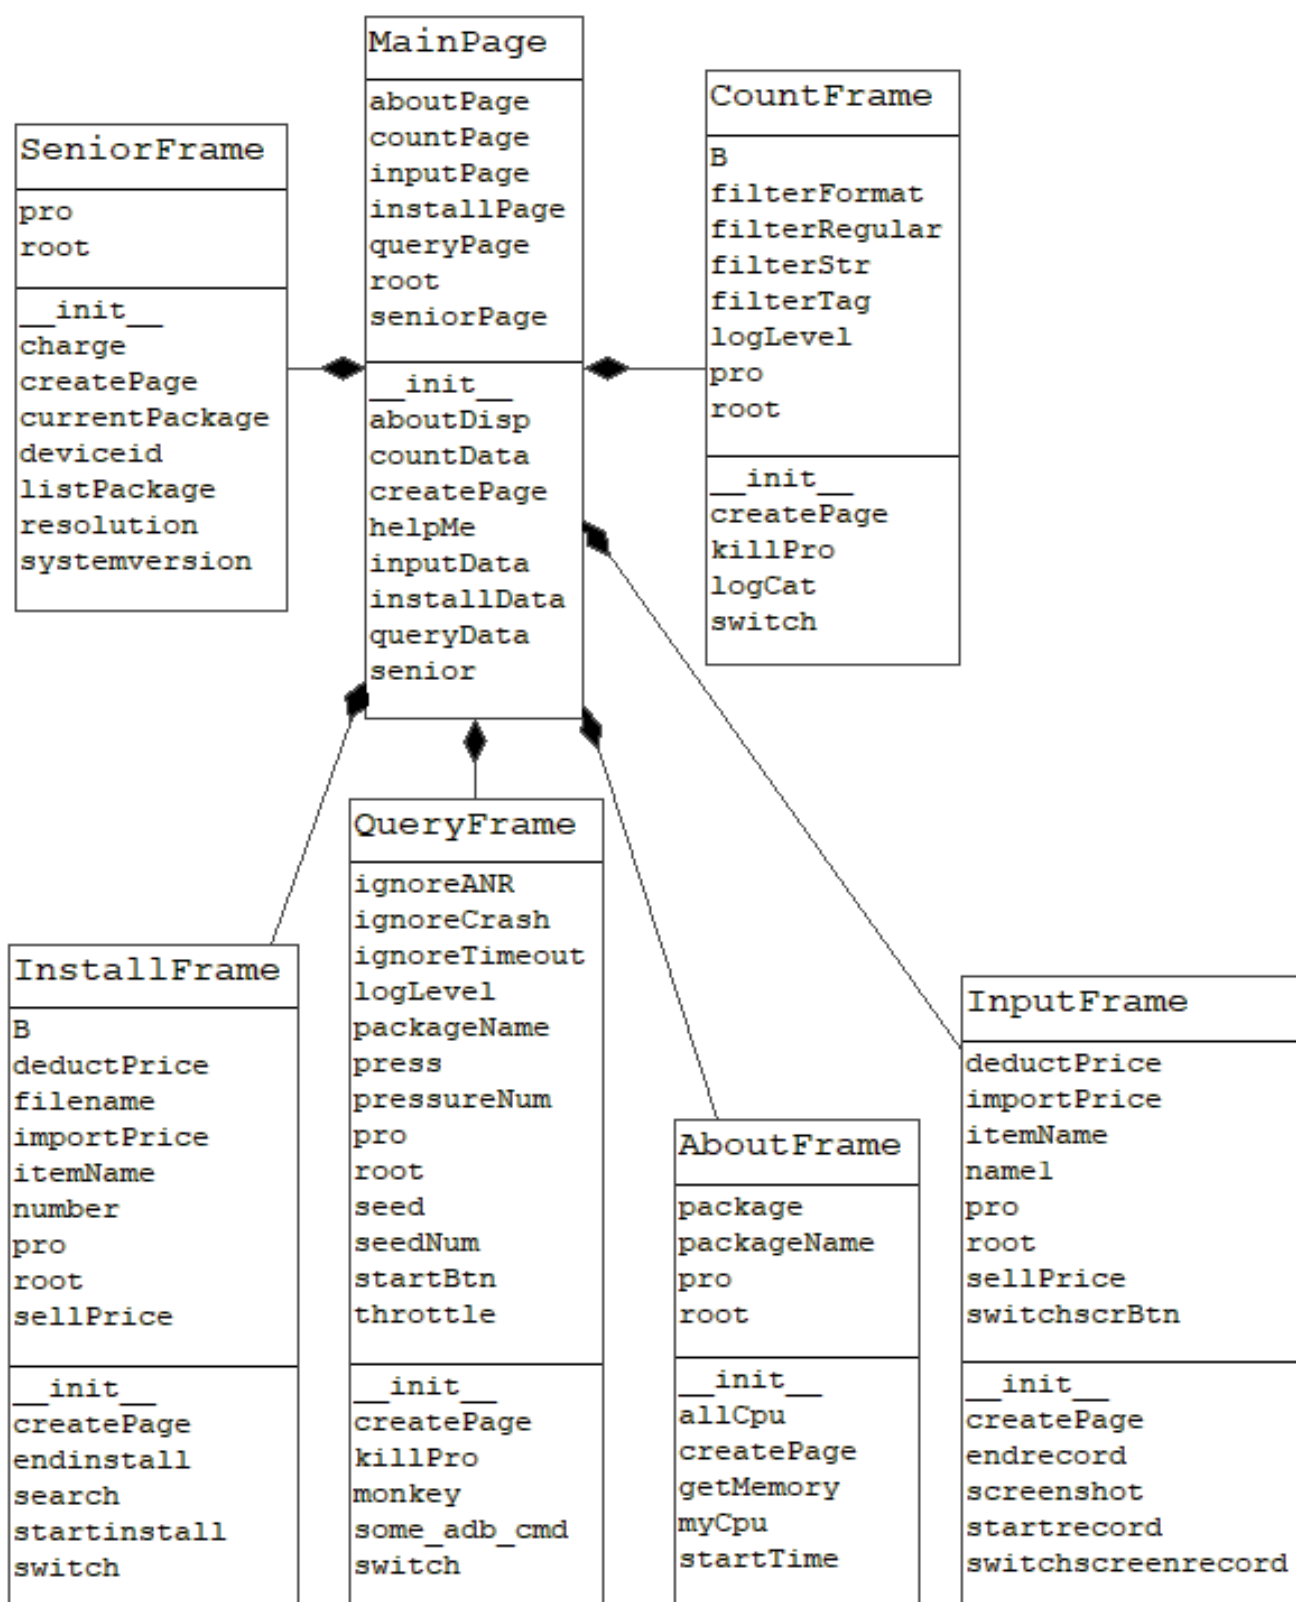 MainPage
aboutPage
countPage
inputPage
installPage
queryPage
root
seniorPage
__init__
aboutDisp
countData
createPage
helpMe
inputData
installData
queryData
senior
CountFrame
B
filterFormat
filterRegular
filterStr
filterTag
logLevel
pro
root
__init__
createPage
killPro
logCat
switch
SeniorFrame
pro
root
__init__
charge
createPage
currentPackage
deviceid
listPackage
resolution
systemversion
QueryFrame
ignoreANR
ignoreCrash
ignoreTimeout
logLevel
packageName
press
pressureNum
pro
root
seed
seedNum
startBtn
throttle
__init__
createPage
killPro
monkey
some_adb_cmd
switch
InstallFrame
B
deductPrice
filename
importPrice
itemName
number
pro
root
sellPrice
__init__
createPage
endinstall
search
startinstall
switch
InputFrame
deductPrice
importPrice
itemName
namel
pro
root
sellPrice
switchscrBtn
__init__
createPage
endrecord
screenshot
startrecord
switchscreenrecord
AboutFrame
package
packageName
pro
root
__init__
allCpu
createPage
getMemory
myCpu
startTime